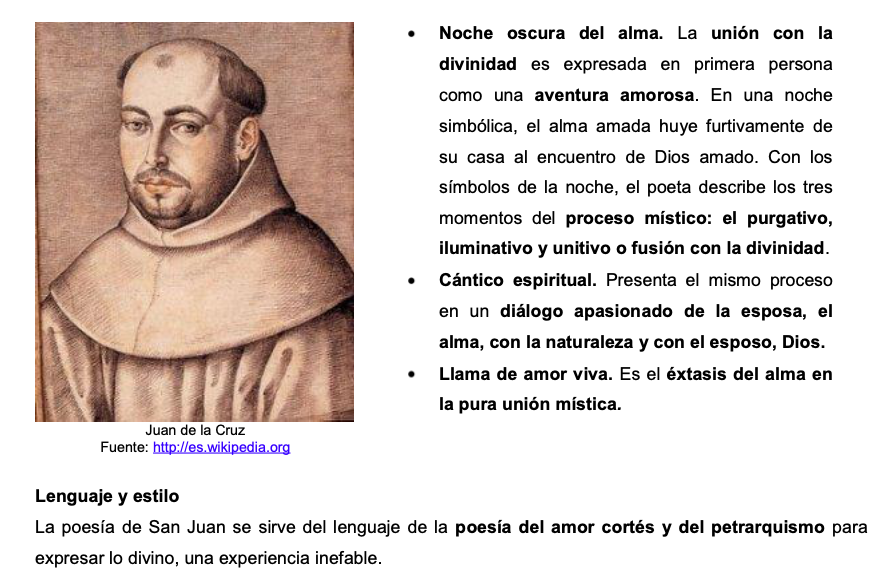 • Noche oscura del alma. La unión con la
divinidad es expresada en primera persona
como una aventura amorosa. En una noche
simbólica, el alma amada huye furtivamente de
su casa al encuentro de Dios amado. Con los
símbolos de la noche, el poeta describe los tres
momentos del proceso místico: el purgativo,
iluminativo y unitivo o fusión con la divinidad.
• Cántico espiritual. Presenta el mismo proceso
en un diálogo apasionado de la esposa, el
alma, con la naturaleza y con el esposo, Dios.
• Llama de amor viva. Es el éxtasis del alma en
la pura unión mística.
Juan de la Cruz
Fuente: http://es.wikipedia.org
Lenguaje y estilo
La poesía de San Juan se sirve del lenguaje de la poesía del amor cortés y del petrarquismo para
expresar lo divino, una experiencia inefable.